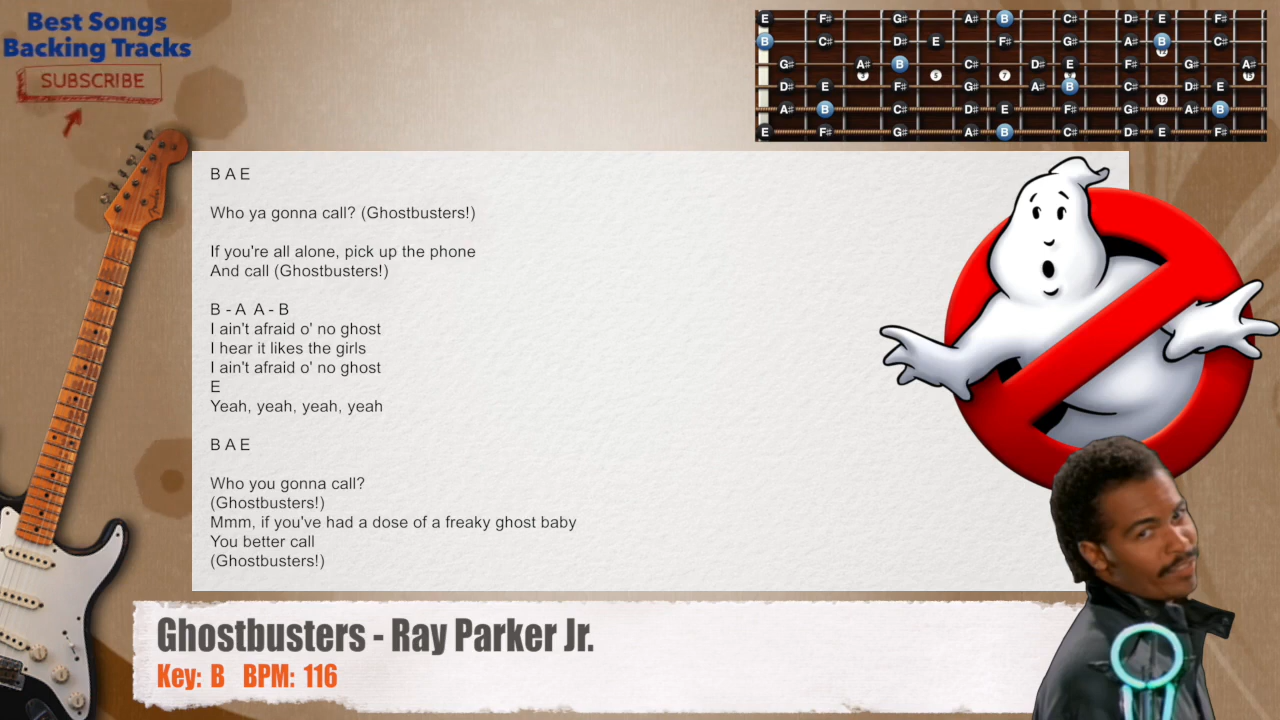 Best Songs
Backing Tracks
SUBSCRIBE
E F# G# A# B C# D# E F#
B C# D# E F# G# A# B C#
G# A# B C# D# E F# G# A#
D# E F# G# A# B C# D# E
A# B C# D# E F# G# A# B
E F# G# A# B C# D# E F#
B A E
Who ya gonna call? (Ghostbusters!)
If you're all alone, pick up the phone
And call (Ghostbusters!)
B - A  A - B
I ain't afraid o' no ghost
I hear it likes the girls
I ain't afraid o' no ghost
E
Yeah, yeah, yeah, yeah
B A E
Who you gonna call?
(Ghostbusters!)
Mmm, if you've had a dose of a freaky ghost baby
You better call
(Ghostbusters!)
Ghostbusters - Ray Parker Jr.
Key: B  BPM: 116